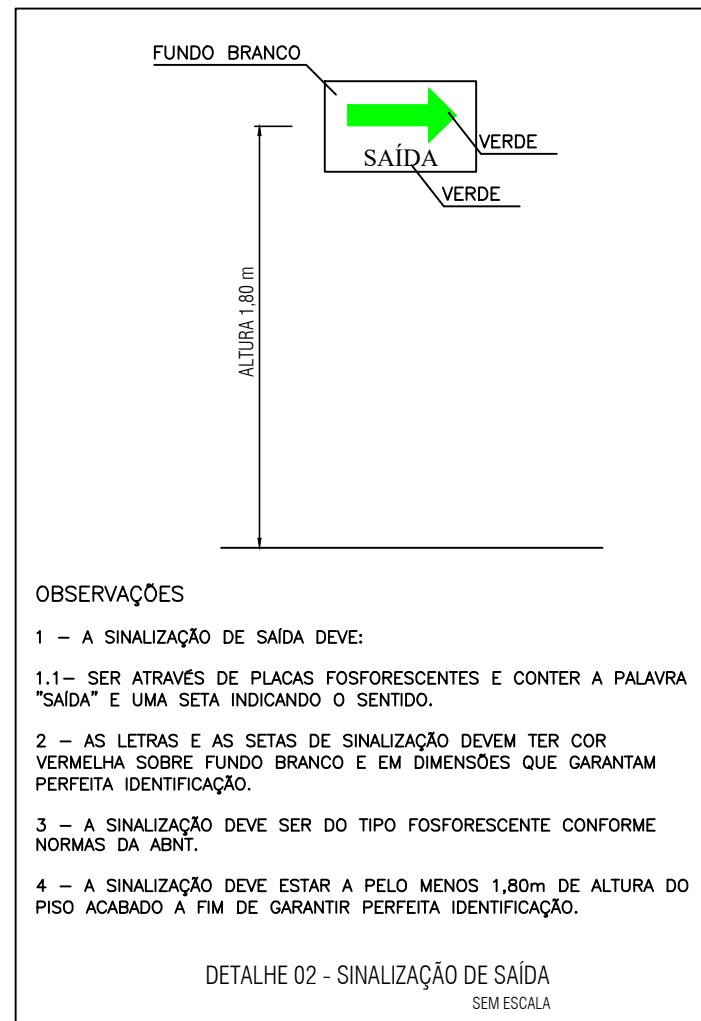 FUNDO BRANCO
VERDE
SAÍDA
VERDE
ALTURA 1,80 m
OBSERVAÇÕES
1 – A SINALIZAÇÃO DE SAÍDA DEVE:
1.1– SER ATRAVÉS DE PLACAS FOSFORESCENTES E CONTER A PALAVRA
"SAÍDA" E UMA SETA INDICANDO O SENTIDO.
2 – AS LETRAS E AS SETAS DE SINALIZAÇÃO DEVEM TER COR
VERMELHA SOBRE FUNDO BRANCO E EM DIMENSÕES QUE GARANTAM
PERFEITA IDENTIFICAÇÃO.
3 – A SINALIZAÇÃO DEVE SER DO TIPO FOSFORESCENTE CONFORME
NORMAS DA ABNT.
4 – A SINALIZAÇÃO DEVE ESTAR A PELO MENOS 1,80m DE ALTURA DO
PISO ACABADO A FIM DE GARANTIR PERFEITA IDENTIFICAÇÃO.
DETALHE 02 - SINALIZAÇÃO DE SAÍDA
SEM ESCALA